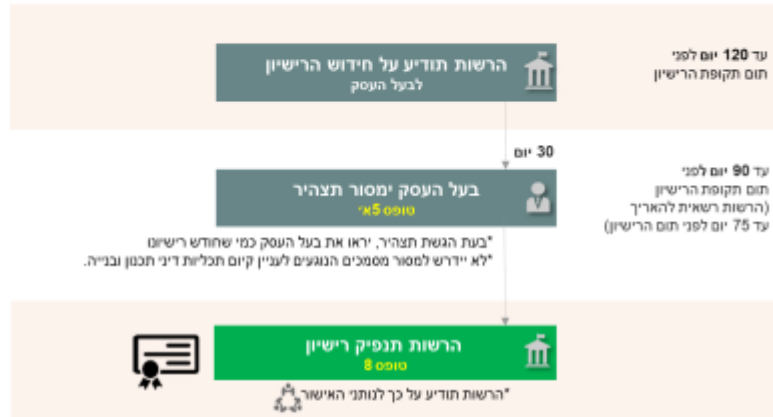 הרשות תודיע על חידוש הרישיון
לבעל העסק
עד 120 יום לפני
תום תקופת הרישיון
30 יום
בעל העסק ימסור תצהיר
טופס 5א'
עד 90 יום לפני
תום תקופת הרישיון
(הרשות רשאית להאריך
עד 75 יום לפני תום הרישיון)
*בעת הגשת תצהיר, יראו את בעל העסק כמי שחודש רישיונו
*לא יידרש למסור מסמכים הנוגעים לעניין קיום תכליות דיני תכנון ובנייה.
הרשות תנפיק רישיון
טופס 8
*הרשות תודיע על כך לנותני האישור